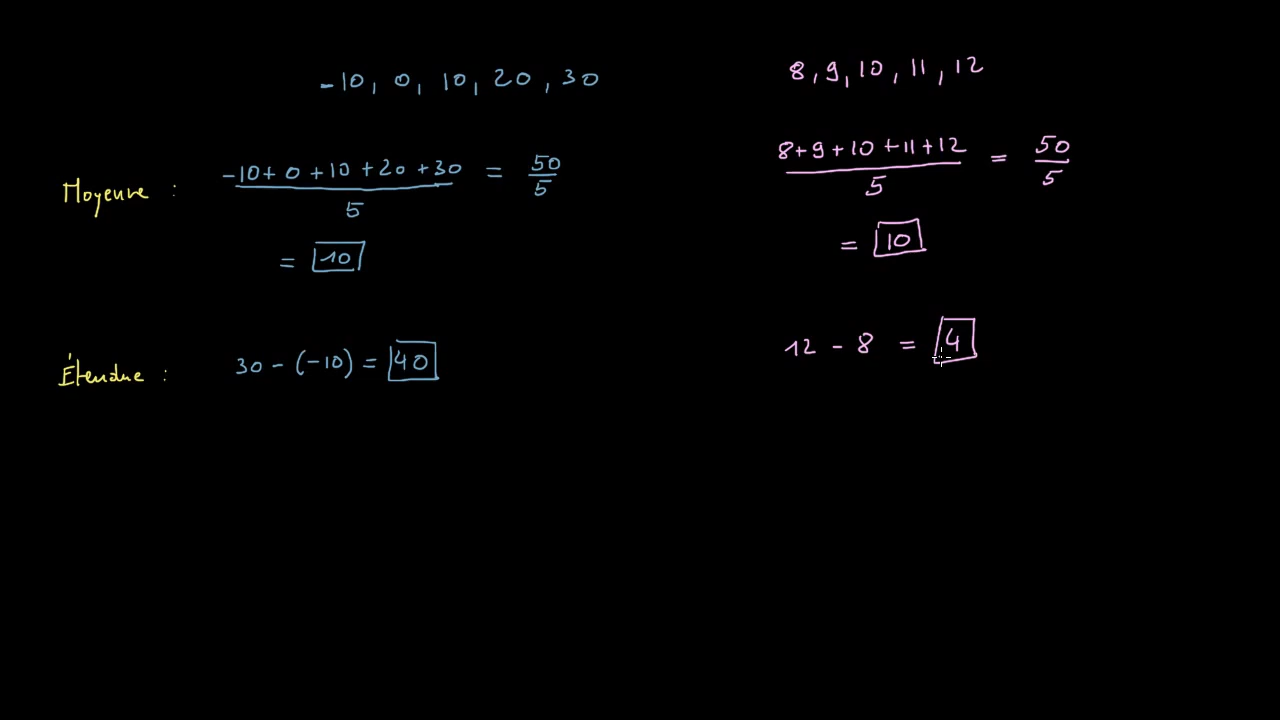 -10, 0, 10, 20, 30
8, 9, 10, 11, 12
Moyenne : -10+ 0 +10 +20 +30 / 5 = 50/5
= 10
8+9+10+11+12 / 5 = 50/5
= 10
Étendue : 30 - (-10) = 40
12 - 8 = 4